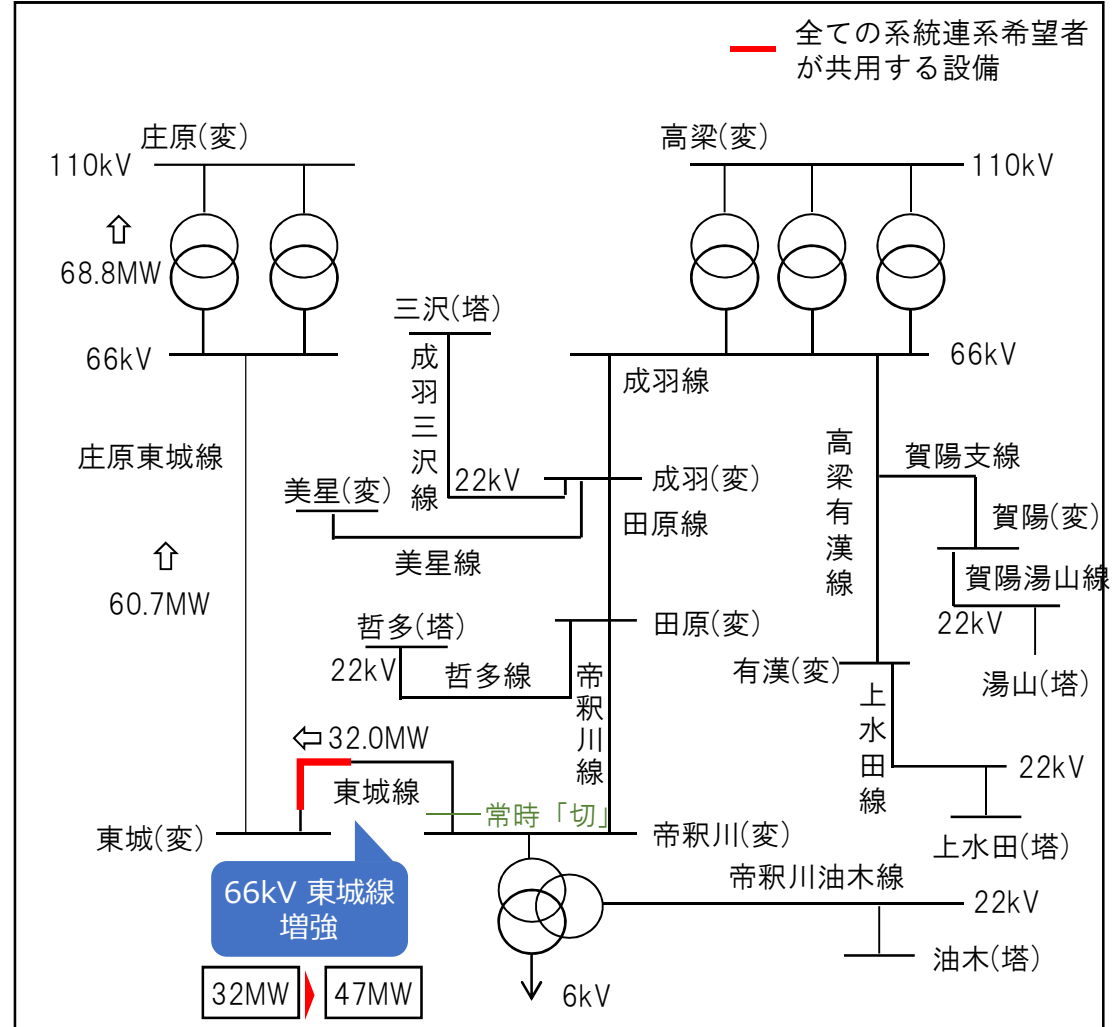 全ての系統連系希望者
が共用する設備
庄原(変)
高梁(変)
110kV
110kV
68.8MW
三沢(塔)
66kV
66kV
成羽三沢線
成羽線
庄原東城線
高梁有漢線
賀陽支線
22kV
成羽(変)
美星(変)
田原線
賀陽(変)
美星線
賀陽湯山線
60.7MW
哲多(塔)
田原(変)
22kV
22kV
哲多線
有漢(変)
湯山(塔)
帝釈川線
上水田線
32.0MW
22kV
東城線
常時「切」
東城(変)
帝釈川(変)
上水田(塔)
66kV 東城線
増強
帝釈川油木線
22kV
油木(塔)
32MW
47MW
6kV